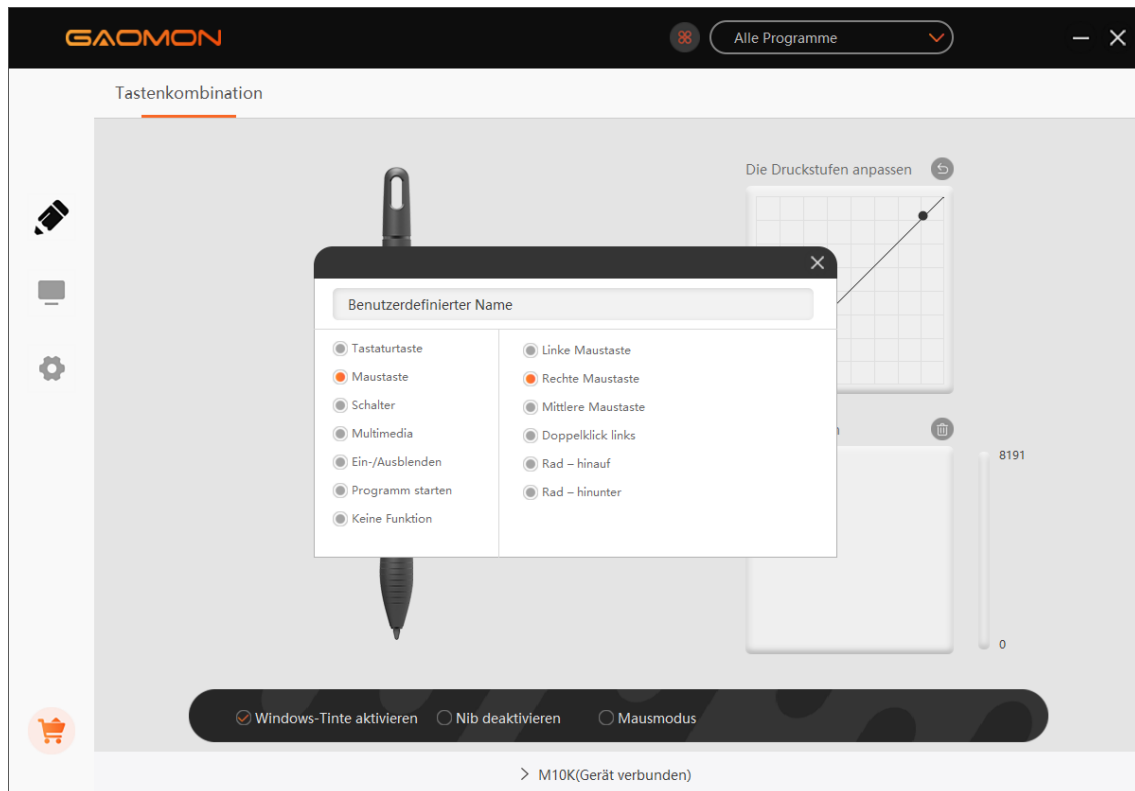 GAOMON
Alle Programme
Tastenkombination
Die Druckstufen anpassen
Benutzerdefinierter Name
Tastaturtaste
Maustaste
Schalter
Multimedia
Ein-/Ausblenden
Programm starten
Keine Funktion
Linke Maustaste
Rechte Maustaste
Mittlere Maustaste
Doppelklick links
Rad – hinauf
Rad – hinunter
8191
0
Windows-Tinte aktivieren
Nib deaktivieren
Mausmodus
M10K(Gerät verbunden)